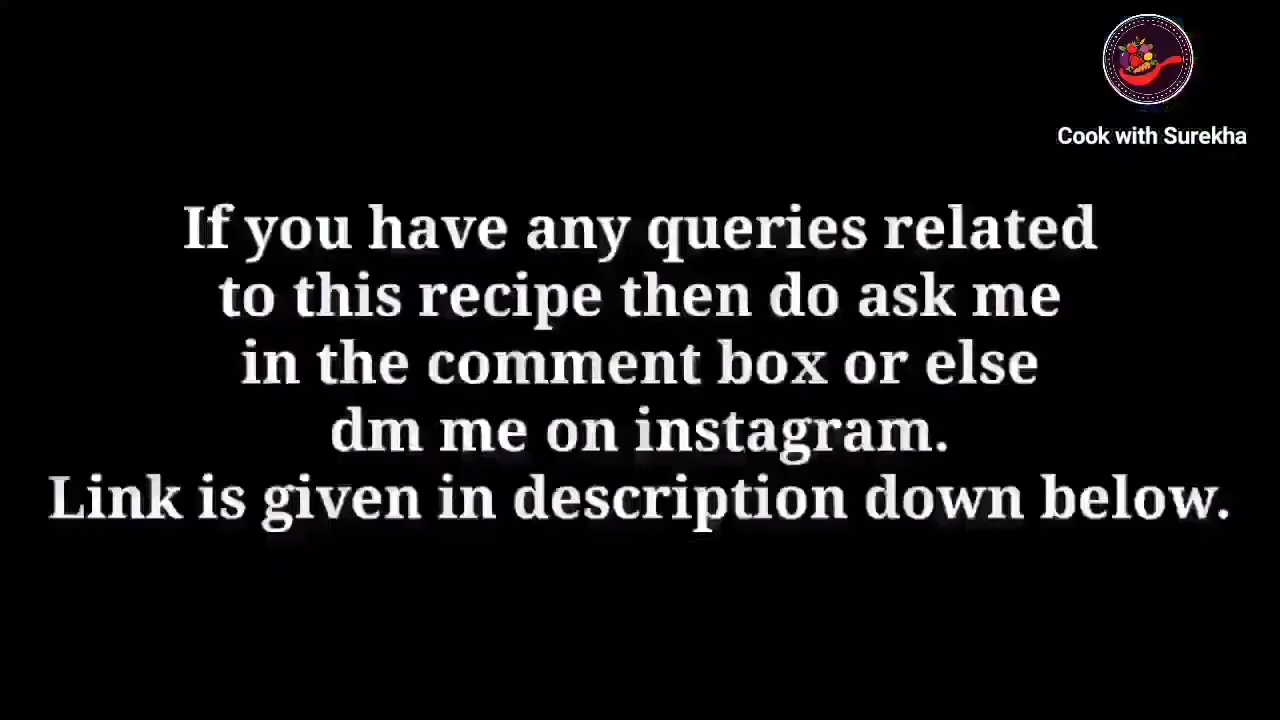 Cook with Surekha
If you have any queries related
to this recipe then do ask me
in the comment box or else
dm me on instagram.
Link is given in description down below.